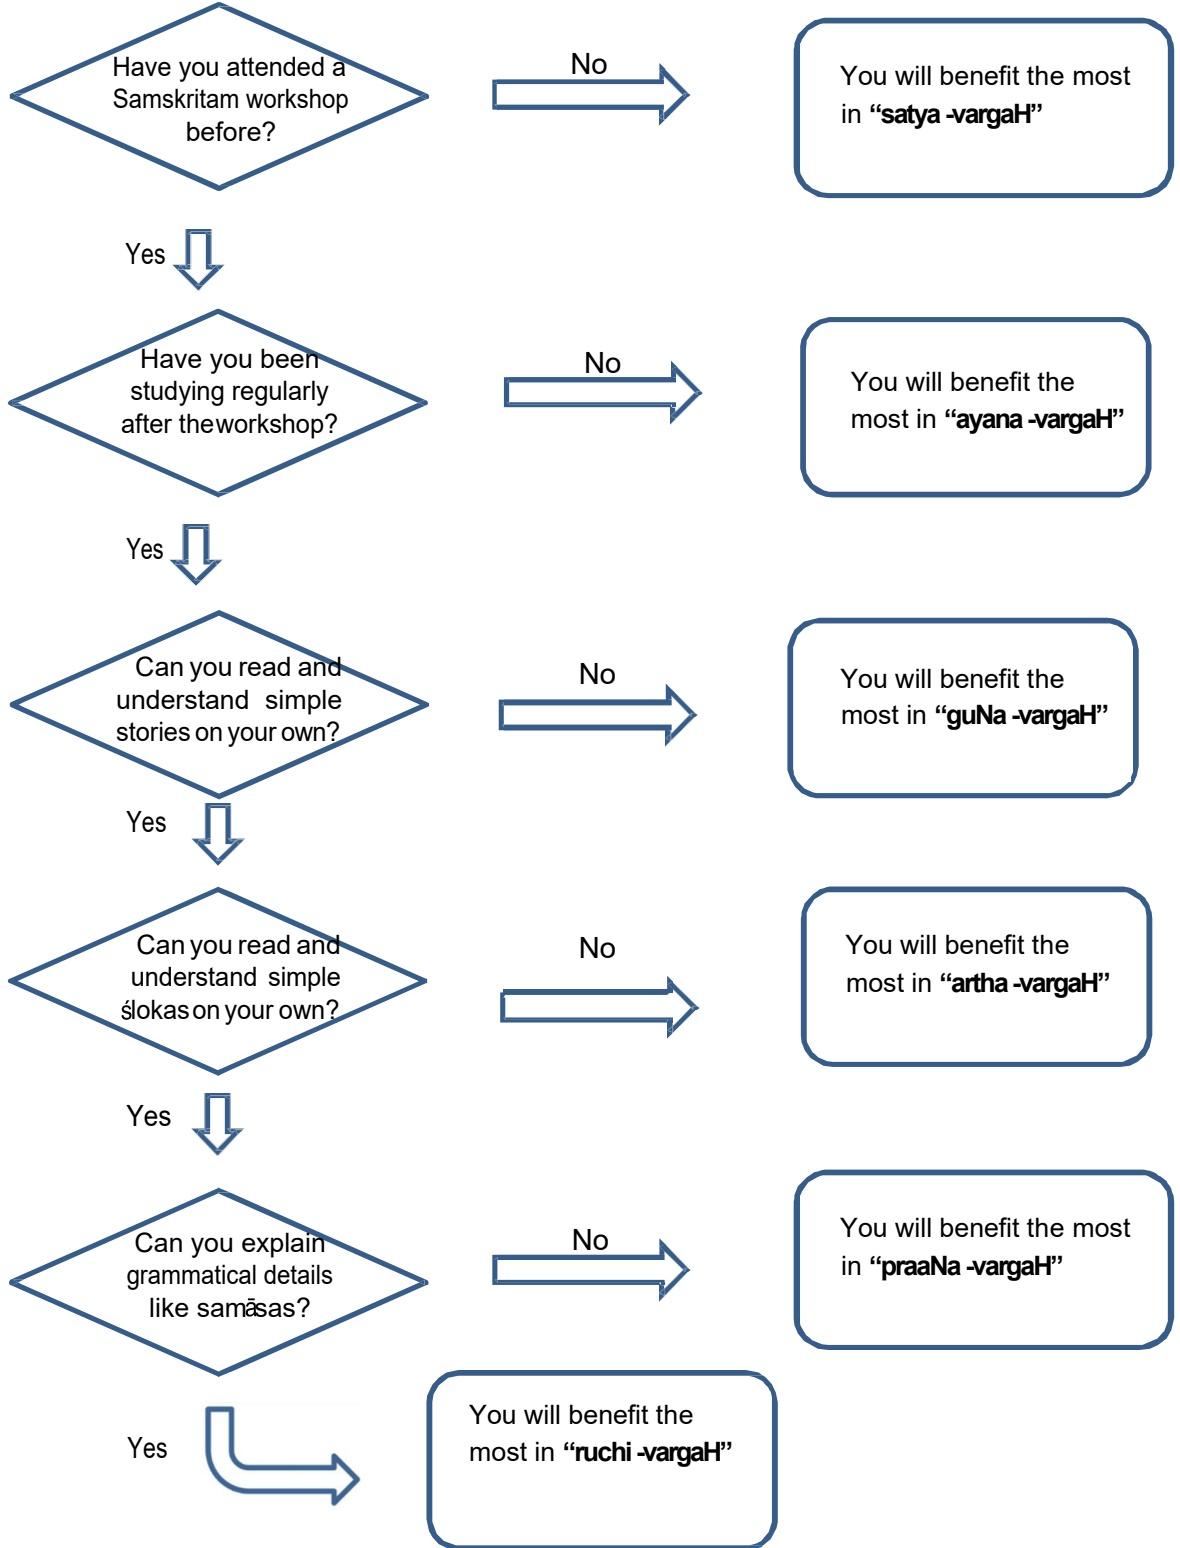 Have you attended a
Samskritam workshop
before?
No
You will benefit the most
in “satya -vargaH”
Yes
Have you been
studying regularly
after theworkshop?
No
You will benefit the
most in “ayana -vargaH”
Yes
Can you read and
understand simple
stories on your own?
No
You will benefit the
most in “guNa -vargaH”
Yes
Can you read and
understand simple
ślokas on your own?
No
You will benefit the
most in “artha -vargaH”
Yes
Can you explain
grammatical details
like samāsas?
No
You will benefit the most
in “praaNa -vargaH”
Yes
You will benefit the
most in “ruchi -vargaH”